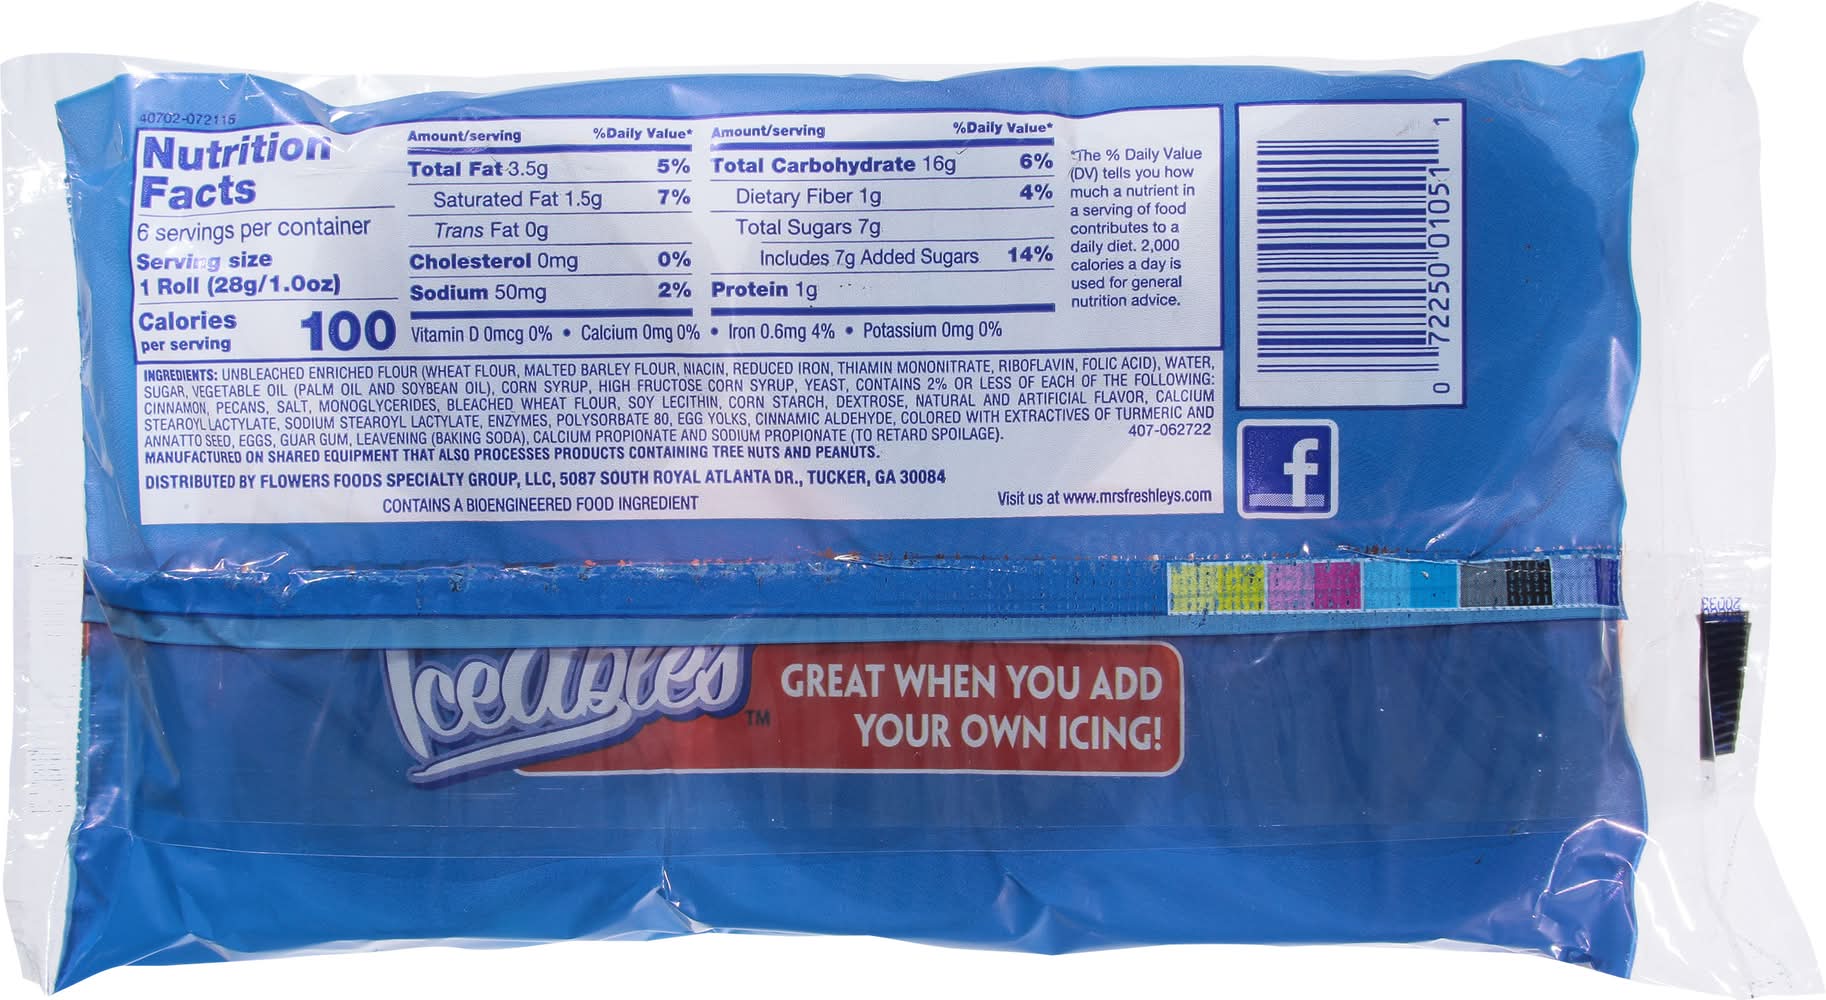 40702-072115
Nutrition
Facts
6 servings per container
Serving size
1 Roll (28g/1.0oz)
Calories
per serving
100
Amount/serving %Daily Value*
Total Fat 3.5g 5%
Saturated Fat 1.5g 7%
Trans Fat 0g
Cholesterol 0mg 0%
Sodium 50mg 2%
Amount/serving %Daily Value*
Total Carbohydrate 16g 6%
Dietary Fiber 1g 4%
Total Sugars 7g
Includes 7g Added Sugars 14%
Protein 1g
Vitamin D 0mcg 0% • Calcium 0mg 0% • Iron 0.6mg 4% • Potassium 0mg 0%
*The % Daily Value
(DV) tells you how
much a nutrient in
a serving of food
contributes to a
daily diet. 2,000
calories a day is
used for general
nutrition advice.
INGREDIENTS: UNBLEACHED ENRICHED FLOUR (WHEAT FLOUR, MALTED BARLEY FLOUR, NIACIN, REDUCED IRON, THIAMIN MONONITRATE, RIBOFLAVIN, FOLIC ACID), WATER,
SUGAR, VEGETABLE OIL (PALM OIL AND SOYBEAN OIL), CORN SYRUP, HIGH FRUCTOSE CORN SYRUP, YEAST, CONTAINS 2% OR LESS OF EACH OF THE FOLLOWING:
CINNAMON, PECANS, SALT, MONOGLYCERIDES, BLEACHED WHEAT FLOUR, SOY LECITHIN, CORN STARCH, DEXTROSE, NATURAL AND ARTIFICIAL FLAVOR, CALCIUM
STEAROYL LACTYLATE, SODIUM STEAROYL LACTYLATE, ENZYMES, POLYSORBATE 80, EGG YOLKS, CINNAMIC ALDEHYDE, COLORED WITH EXTRACTIVES OF TURMERIC AND
ANNATTO SEED, EGGS, GUAR GUM, LEAVENING (BAKING SODA), CALCIUM PROPIONATE AND SODIUM PROPIONATE (TO RETARD SPOILAGE). 407-062722
MANUFACTURED ON SHARED EQUIPMENT THAT ALSO PROCESSES PRODUCTS CONTAINING TREE NUTS AND PEANUTS.
DISTRIBUTED BY FLOWERS FOODS SPECIALTY GROUP, LLC, 5087 SOUTH ROYAL ATLANTA DR., TUCKER, GA 30084
CONTAINS A BIOENGINEERED FOOD INGREDIENT
Visit us at www.mrsfreshleys.com
0 72250 01051 1
f
Iceables™
GREAT WHEN YOU ADD
YOUR OWN ICING!